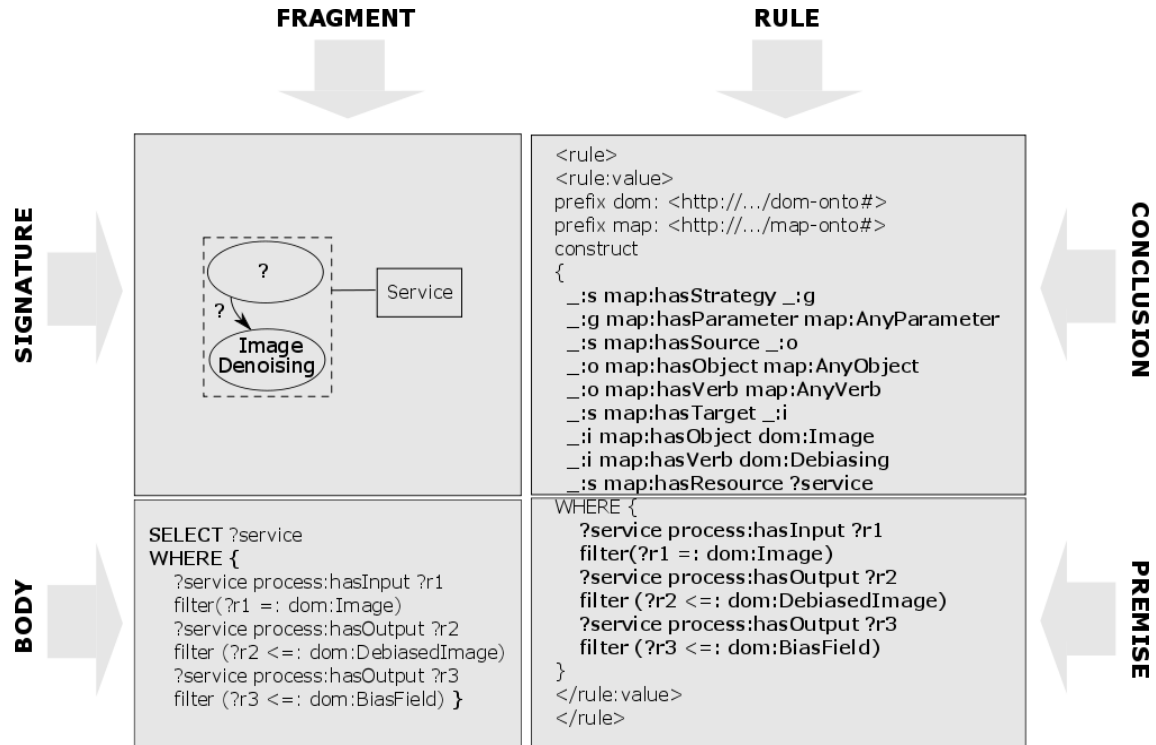 FRAGMENT
RULE
SIGNATURE
?
?
Image
Denoising
Service
<rule>
<rule:value>
prefix dom: <http://.../dom-onto#>
prefix map: <http://.../map-onto#>
construct
{
_:s map:hasStrategy _:g
_:g map:hasParameter map:AnyParameter
_:s map:hasSource _:o
_:o map:hasObject map:AnyObject
_:o map:hasVerb map:AnyVerb
_:s map:hasTarget _:i
_:i map:hasObject dom:Image
_:i map:hasVerb dom:Debiasing
_:s map:hasResource ?service
CONCLUSION
BODY
SELECT ?service
WHERE {
?service process:hasInput ?r1
filter(?r1 =: dom:Image)
?service process:hasOutput ?r2
filter (?r2 <=: dom:DebiasedImage)
?service process:hasOutput ?r3
filter (?r3 <=: dom:BiasField) }
WHERE {
?service process:hasInput ?r1
filter(?r1 =: dom:Image)
?service process:hasOutput ?r2
filter (?r2 <=: dom:DebiasedImage)
?service process:hasOutput ?r3
filter (?r3 <=: dom:BiasField)
}
</rule:value>
</rule>
PREMISE